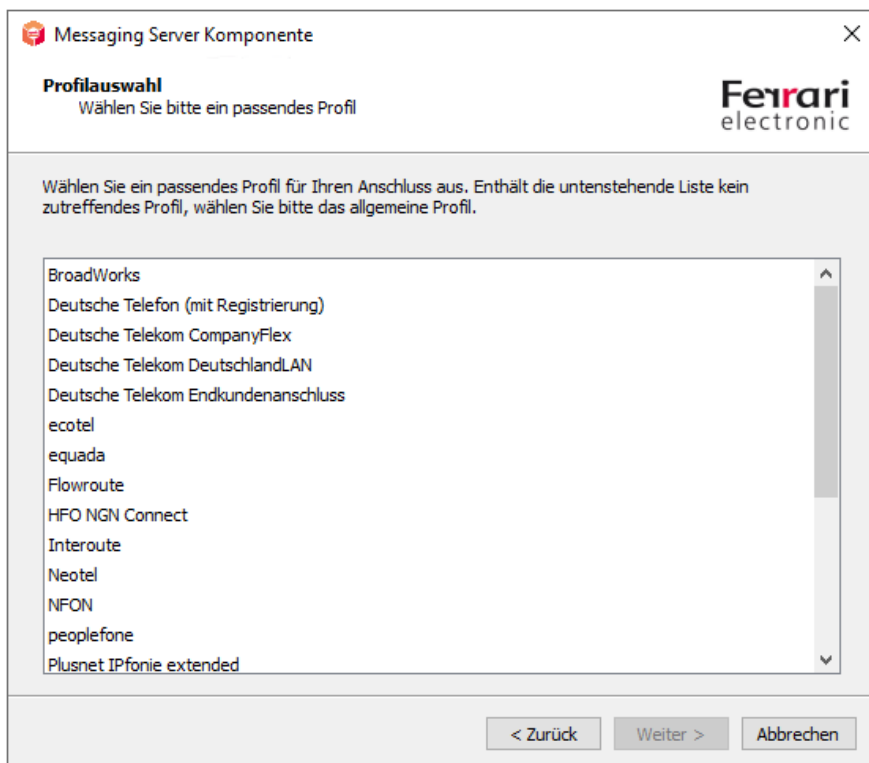 Messaging Server Komponente
Profilauswahl
Wählen Sie bitte ein passendes Profil
Ferrari
electronic
Wählen Sie ein passendes Profil für Ihren Anschluss aus. Enthält die untenstehende Liste kein
zutreffendes Profil, wählen Sie bitte das allgemeine Profil.
BroadWorks
Deutsche Telefon (mit Registrierung)
Deutsche Telekom CompanyFlex
Deutsche Telekom DeutschlandLAN
Deutsche Telekom Endkundenanschluss
ecotel
equada
Flowroute
HFO NGN Connect
Interoute
Neotel
NFON
peoplefone
Plusnet IPfonie extended
< Zurück
Weiter >
Abbrechen